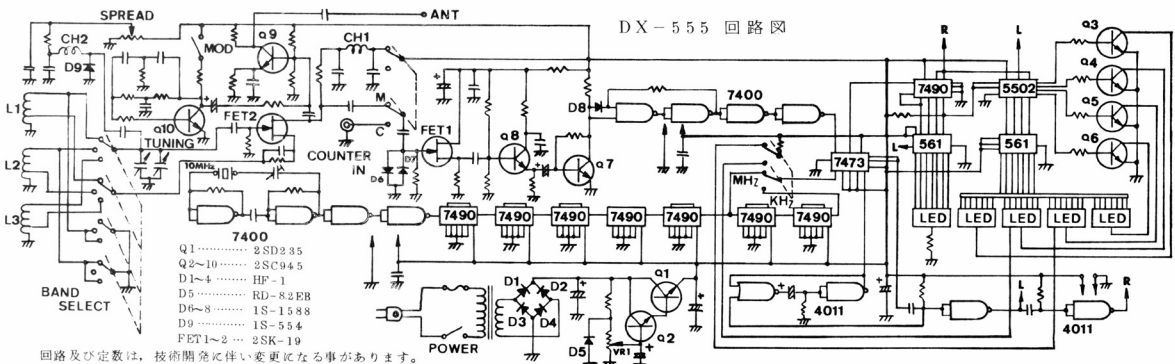 DX-555 回路図
SPREAD
CH2
MOD
Q9
ANT
CH1
D9
L1
L2
L3
Q10
TUNING
FET2
M
C
COUNTER
iN
FET1
D7
D6
Q8
Q7
D8
7400
10MHz
7400
BAND
SELECT
7490
7490
7490
7490
7490
7490
7490
MHz
KHz
7473
R
L
7490
5502
L
561
561
LED
LED
LED
LED
LED
Q3
Q4
Q5
Q6
4011
L
R
4011
POWER
D1
D2
D3
D4
D5
VR1
Q1
Q2
Q1 ……… 2SD235
Q2~10 ……… 2SC945
D1~4 ……… HF-1
D5 ……… RD-8.2EB
D6~8 ……… 1S-1588
D9 ……… 1S-554
FET1~2 … 2SK-19
回路及び定数は，技術開発に伴い変更になる事があります。